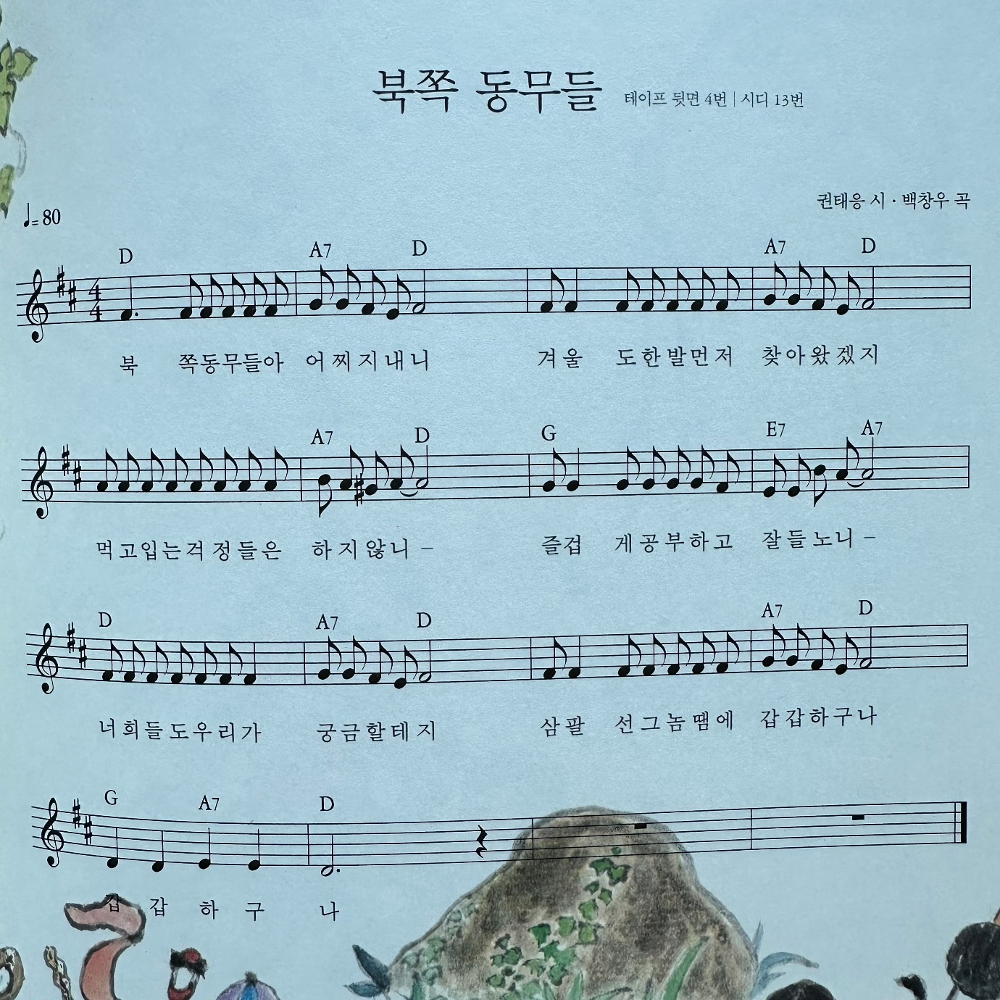 북쪽 동무들 테이프 뒷면 4번 | 시디 13번
권태응 시 · 백창우 곡
♩= 80
D A7 D A7 D
4
4
북 쪽동무들아 어찌지내니 겨울 도한발먼저 찾아왔겠지
A7 D G E7 A7
먹고입는걱정들은 하지않니 – 즐겁 게공부하고 잘들노니 –
D A7 D A7 D
너희들도우리가 궁금할테지 삼팔 선그놈땜에 갑갑하구나
G A7 D
갑 갑 하 구 나